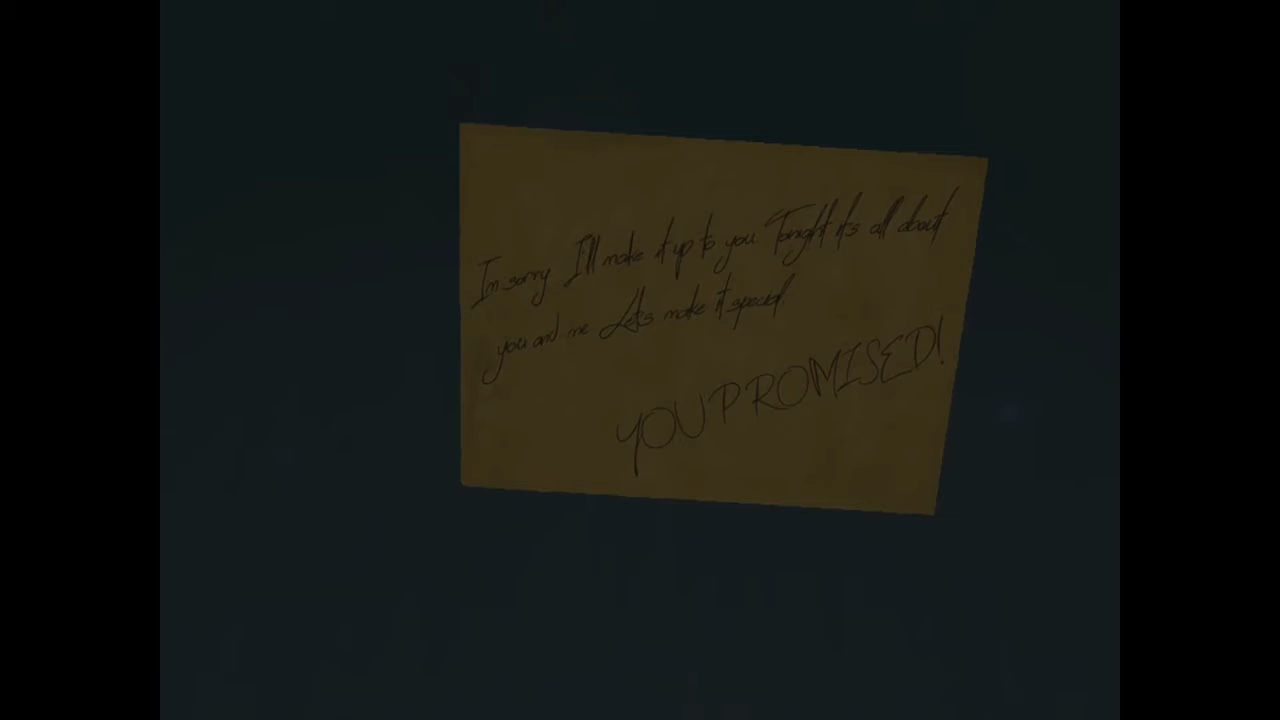 I'm sorry I'll make it up to you. Tonight it's all about
you and me Let's make it special.
YOU PROMISED!